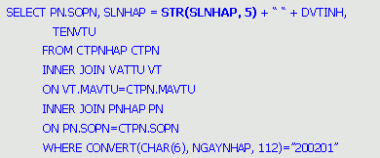 SELECT PN.SOPN, SLNHAP = STR(SLNHAP, 5) + “ “ + DVTINH,
TENVTU
FROM CTPNHAP CTPN
INNER JOIN VATTU VT
ON VT.MAVTU=CTPN.MAVTU
INNER JOIN PNHAP PN
ON PN.SOPN=CTPN.SOPN
WHERE CONVERT(CHAR(6), NGAYNHAP, 112)=”200201”